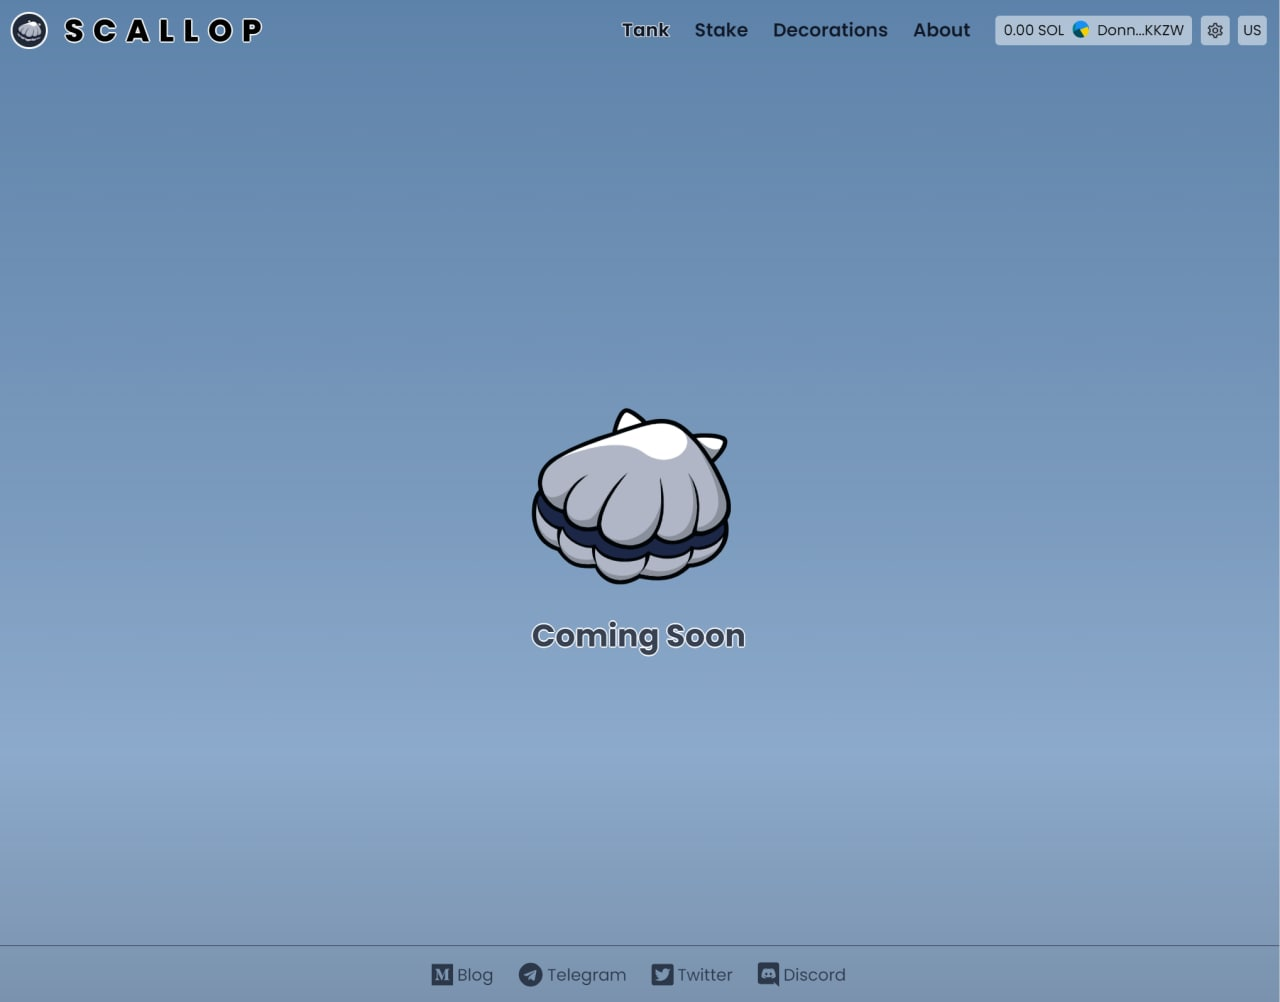 SCALLOP
Tank Stake Decorations About 0.00 SOL Donn...KKZW US
Coming Soon
M Blog Telegram Twitter Discord